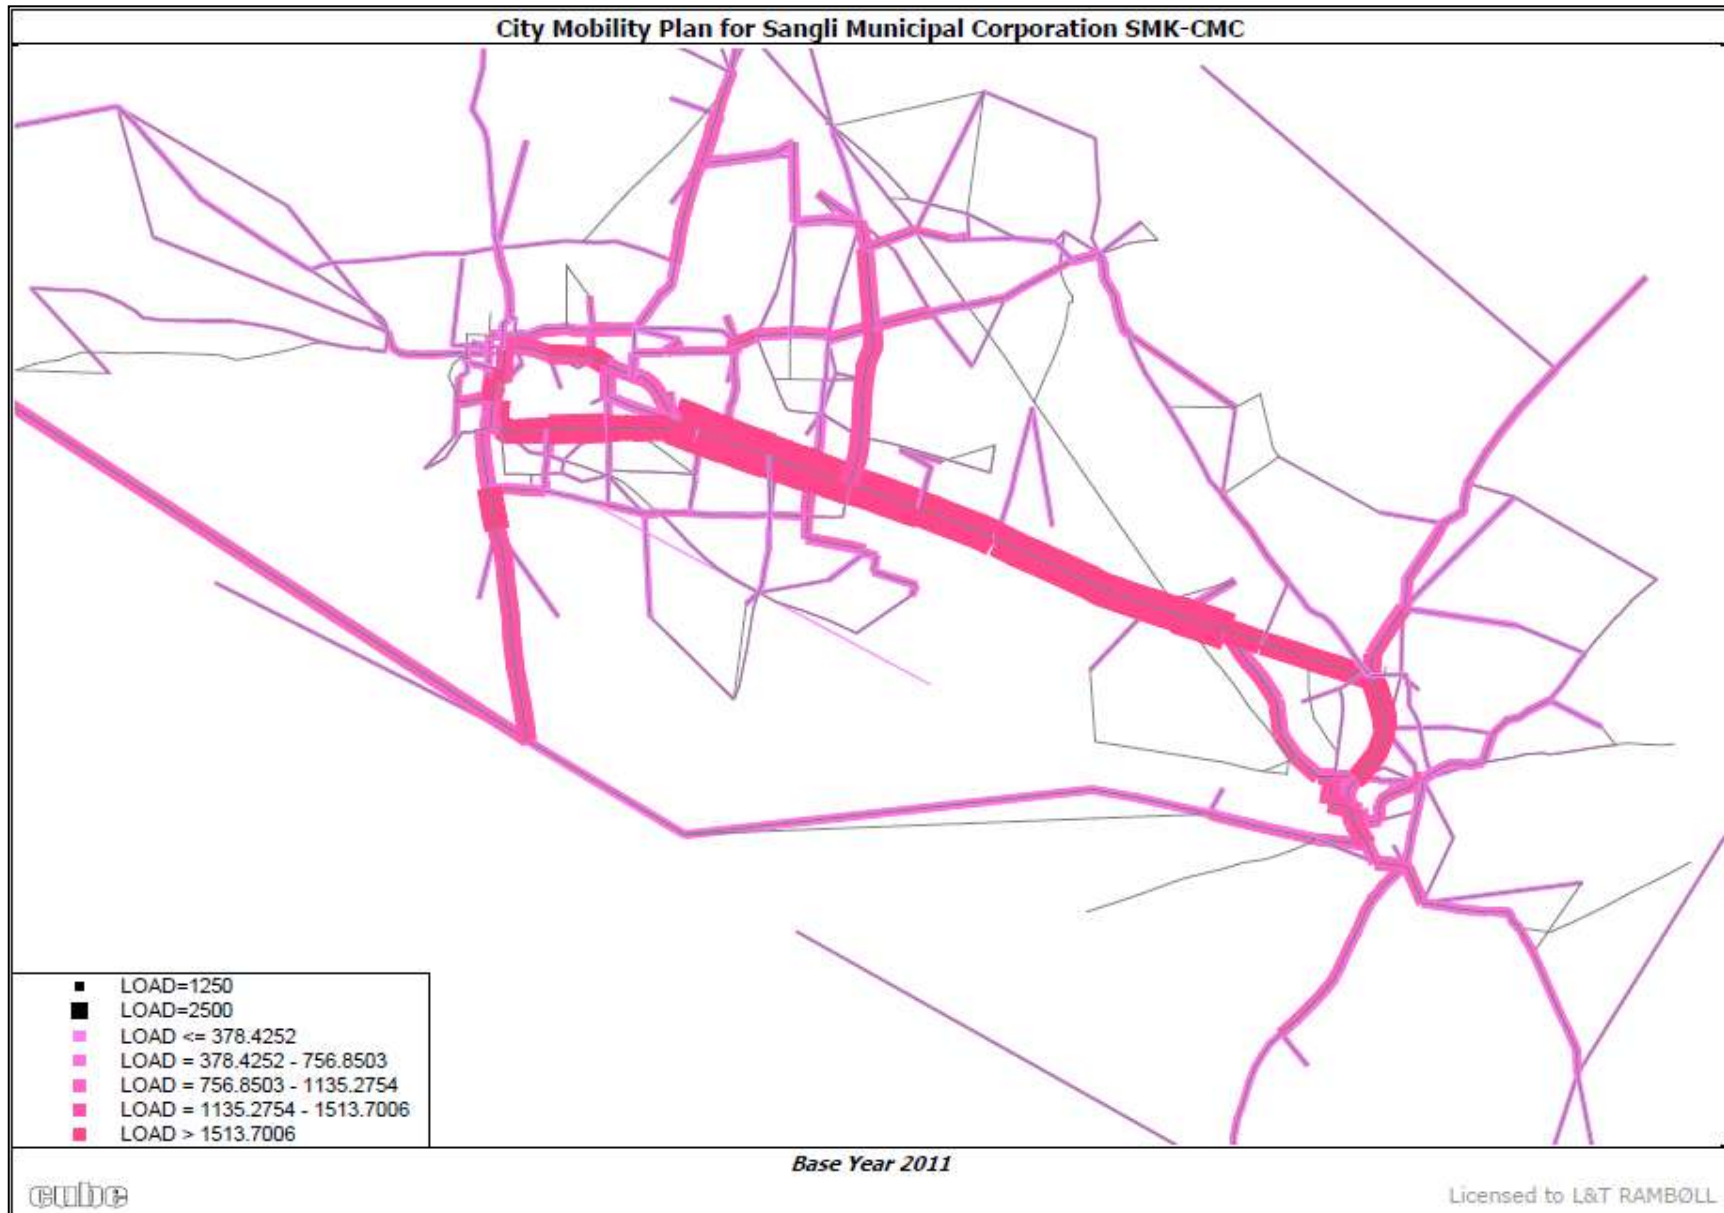 City Mobility Plan for Sangli Municipal Corporation SMK-CMC
LOAD=1250
LOAD=2500
LOAD <= 378.4252
LOAD = 378.4252 - 756.8503
LOAD = 756.8503 - 1135.2754
LOAD = 1135.2754 - 1513.7006
LOAD > 1513.7006
Base Year 2011
cube
Licensed to L&T RAMBØLL